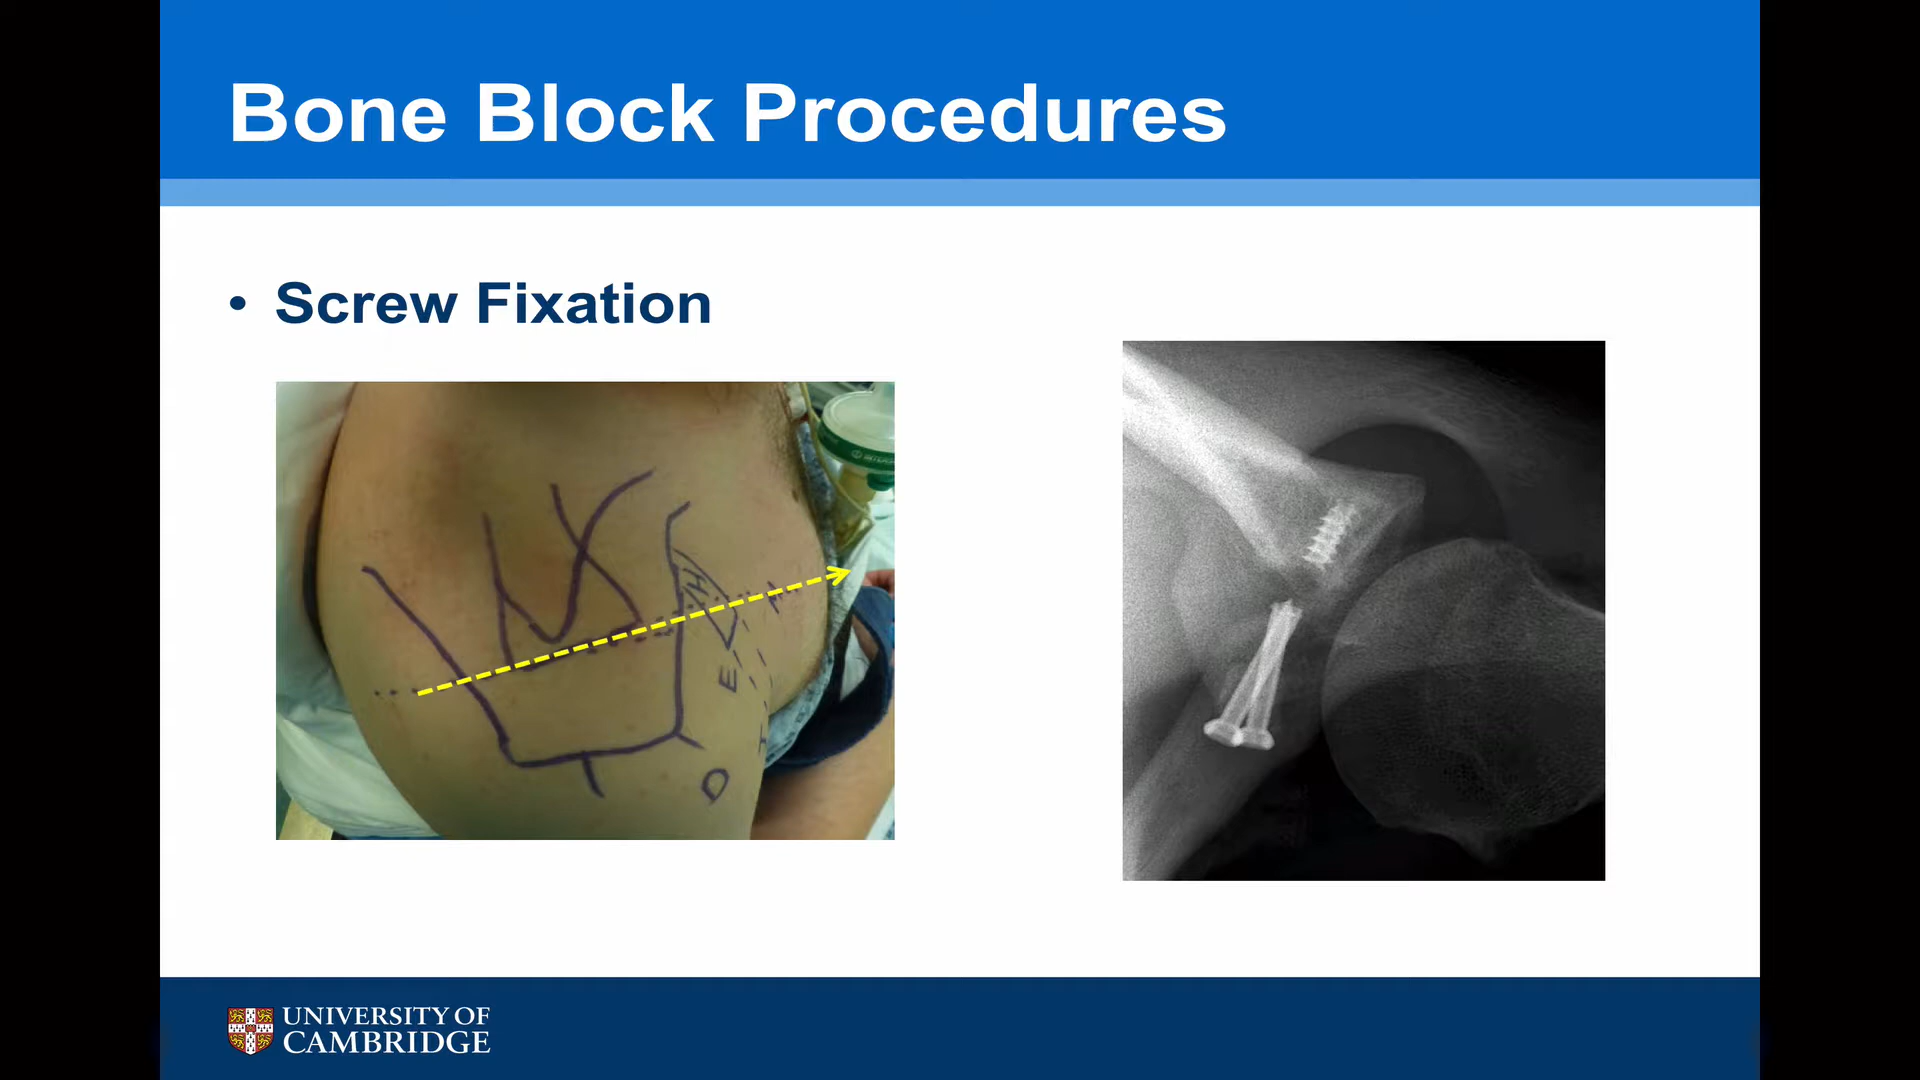 Bone Block Procedures
• Screw Fixation
H
E
D
UNIVERSITY OF
CAMBRIDGE